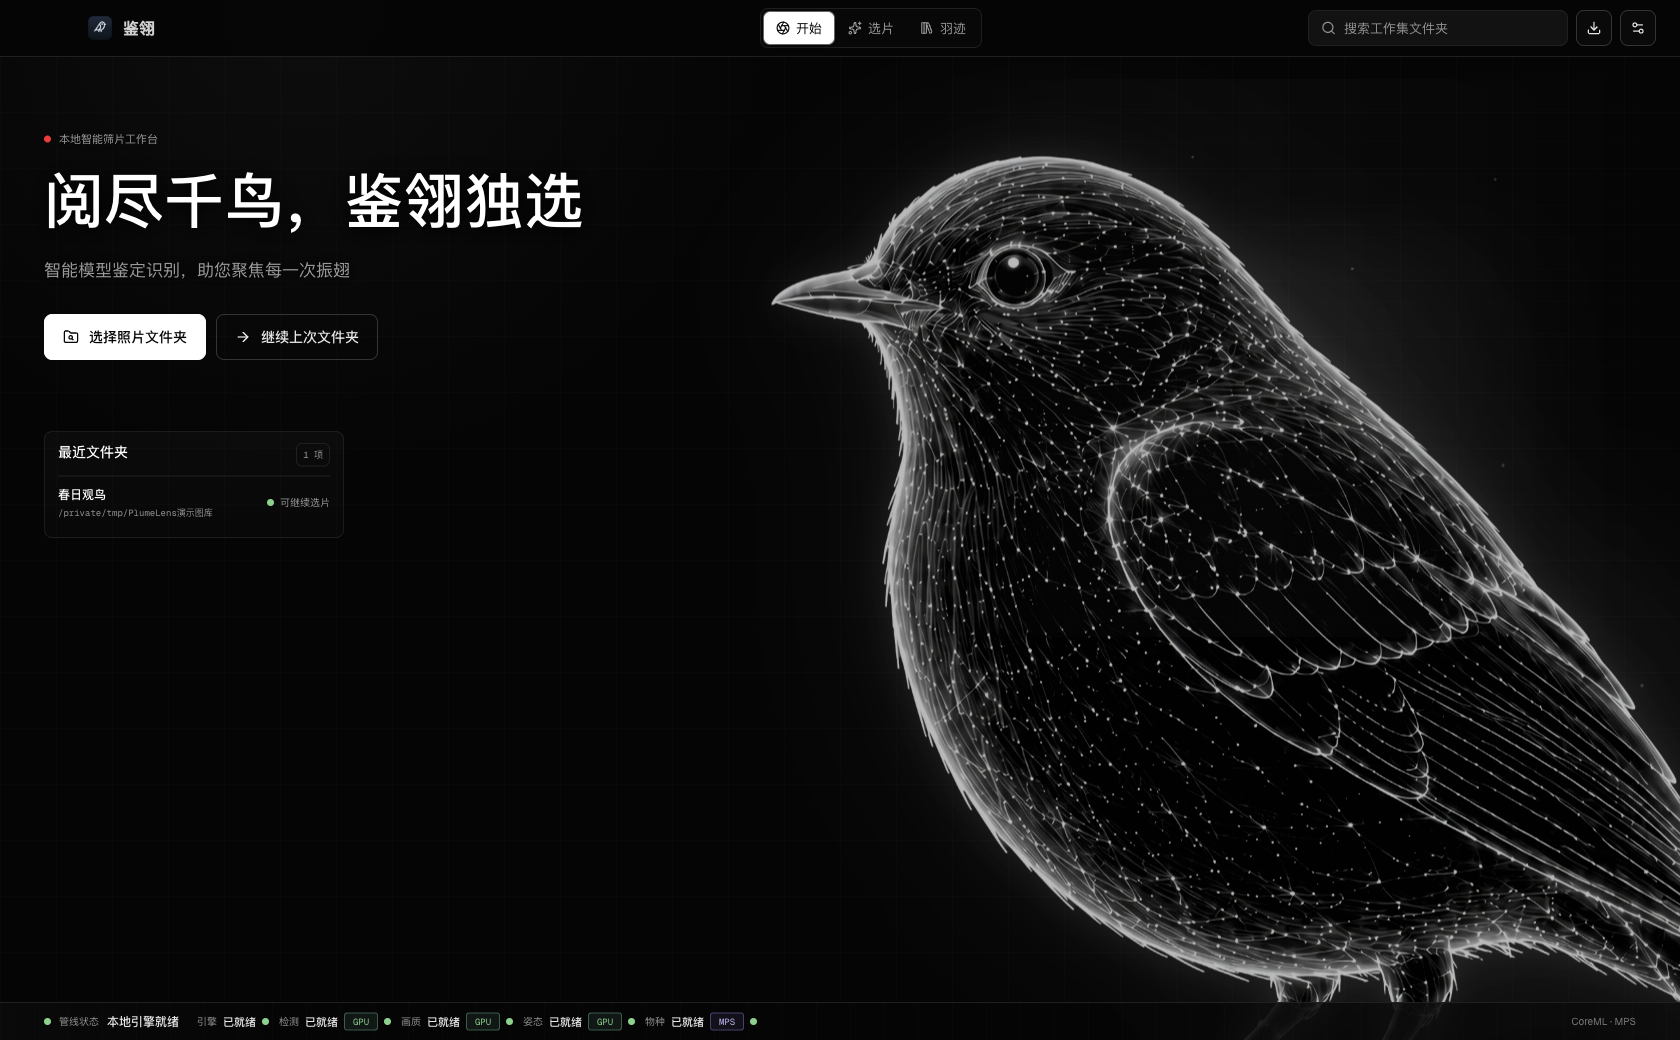 鉴翎
开始
选片
羽迹
搜索工作集文件夹
本地智能筛片工作台
阅尽千鸟，鉴翎独选
智能模型鉴定识别，助您聚焦每一次振翅
选择照片文件夹
继续上次文件夹
最近文件夹
1 项
春日观鸟
可继续选片
/private/tmp/PlumeLens演示图库
管线状态 本地引擎就绪 引擎 已就绪 检测 已就绪 GPU 画质 已就绪 GPU 姿态 已就绪 GPU 物种 已就绪 MPS
CoreML · MPS